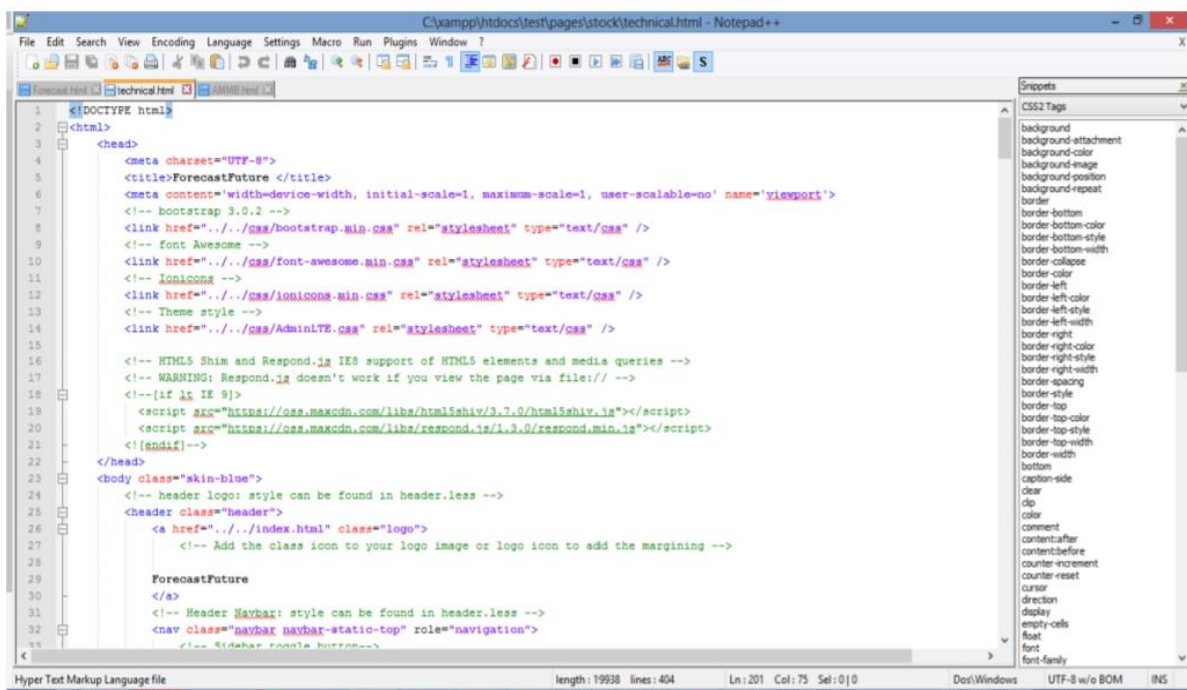 C:\xampp\htdocs\test\pages\stock\technical.html - Notepad++
File Edit Search View Encoding Language Settings Macro Run Plugins Window ?
X
ABC
S
Forecast.html technical.html AMMB.html
1 <!DOCTYPE html>
2 <html>
3 <head>
4 <meta charset="UTF-8">
5 <title>ForecastFuture </title>
6 <meta content='width=device-width, initial-scale=1, maximum-scale=1, user-scalable=no' name='viewport'>
7 <!-- bootstrap 3.0.2 -->
8 <link href="../../css/bootstrap.min.css" rel="stylesheet" type="text/css" />
9 <!-- font Awesome -->
10 <link href="../../css/font-awesome.min.css" rel="stylesheet" type="text/css" />
11 <!-- Ionicons -->
12 <link href="../../css/ionicons.min.css" rel="stylesheet" type="text/css" />
13 <!-- Theme style -->
14 <link href="../../css/AdminLTE.css" rel="stylesheet" type="text/css" />
15
16 <!-- HTML5 Shim and Respond.js IE8 support of HTML5 elements and media queries -->
17 <!-- WARNING: Respond.js doesn't work if you view the page via file:// -->
18 <!--[if lt IE 9]>
19 <script src="https://oss.maxcdn.com/libs/html5shiv/3.7.0/html5shiv.js"></script>
20 <script src="https://oss.maxcdn.com/libs/respond.js/1.3.0/respond.min.js"></script>
21 <![endif]-->
22 </head>
23 <body class="skin-blue">
24 <!-- header logo: style can be found in header.less -->
25 <header class="header">
26 <a href="../../index.html" class="logo">
27 <!-- Add the class icon to your logo image or logo icon to add the margining -->
28
29 ForecastFuture
30 </a>
31 <!-- Header Navbar: style can be found in header.less -->
32 <nav class="navbar navbar-static-top" role="navigation">
33 <!-- Sidebar toggle button-->
Snippets
CSS2 Tags
background
background-attachment
background-color
background-image
background-position
background-repeat
border
border-bottom
border-bottom-color
border-bottom-style
border-bottom-width
border-collapse
border-color
border-left
border-left-color
border-left-style
border-left-width
border-right
border-right-color
border-right-style
border-right-width
border-spacing
border-style
border-top
border-top-color
border-top-style
border-top-width
border-width
bottom
caption-side
clear
clip
color
comment
content:after
content:before
counter-increment
counter-reset
cursor
direction
display
empty-cells
float
font
font-family
Hyper Text Markup Language file length : 19938 lines : 404 Ln : 201 Col : 75 Sel : 0 | 0 Dos\Windows UTF-8 w/o BOM INS